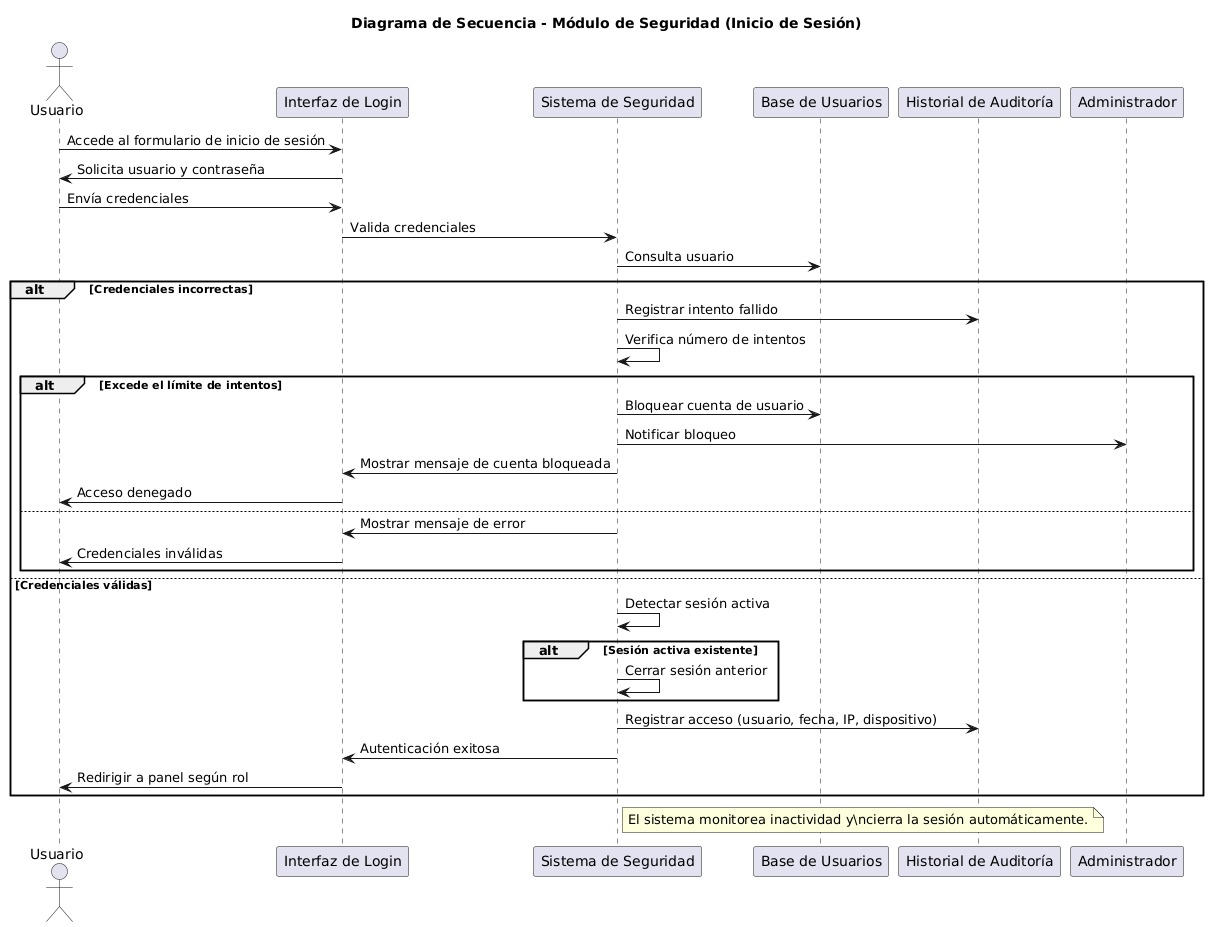 Diagrama de Secuencia - Módulo de Seguridad (Inicio de Sesión)
Usuario
Interfaz de Login
Sistema de Seguridad
Base de Usuarios
Historial de Auditoría
Administrador
Accede al formulario de inicio de sesión
Solicita usuario y contraseña
Envía credenciales
Valida credenciales
Consulta usuario
alt [Credenciales incorrectas]
Registrar intento fallido
Verifica número de intentos
alt [Excede el límite de intentos]
Bloquear cuenta de usuario
Notificar bloqueo
Mostrar mensaje de cuenta bloqueada
Acceso denegado
Mostrar mensaje de error
Credenciales inválidas
[Credenciales válidas]
Detectar sesión activa
alt [Sesión activa existente]
Cerrar sesión anterior
Registrar acceso (usuario, fecha, IP, dispositivo)
Autenticación exitosa
Redirigir a panel según rol
El sistema monitorea inactividad y\ncierra la sesión automáticamente.
Usuario
Interfaz de Login
Sistema de Seguridad
Base de Usuarios
Historial de Auditoría
Administrador